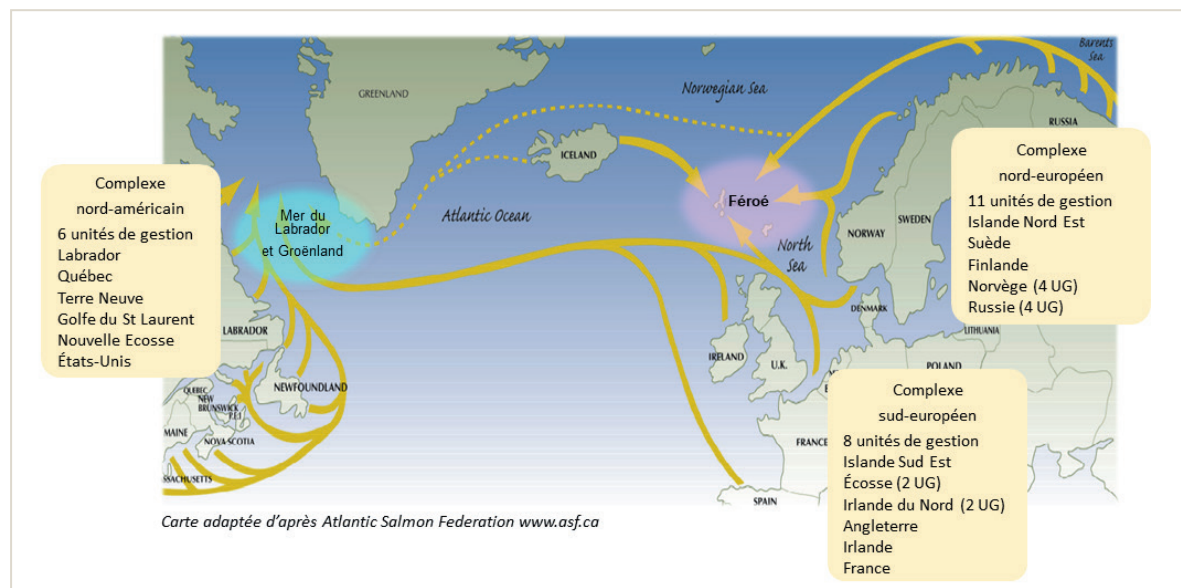 Barents
Sea
GREENLAND
Norwegian Sea
RUSSIA
ICELAND
Complexe
nord-américain
6 unités de gestion
Labrador
Québec
Terre Neuve
Golfe du St Laurent
Nouvelle Ecosse
États-Unis
Complexe
nord-européen
11 unités de gestion
Islande Nord Est
Suède
Finlande
Norvège (4 UG)
Russie (4 UG)
Mer du
Labrador
et Groënland
Atlantic Ocean
Féroé
NORWAY
SWEDEN
North
Sea
LABRADOR
DENMARK
LITHUANIA
IRELAND
U.K.
POLAND
NEWFOUNDLAND
QUEBEC
NEW
BRUNSWICK
P.E.I
MAINE
NOVA-SCOTIA
SSACHUSETTS
FRANCE
SPAIN
Complexe
sud-européen
8 unités de gestion
Islande Sud Est
Écosse (2 UG)
Irlande du Nord (2 UG)
Angleterre
Irlande
France
Carte adaptée d’après Atlantic Salmon Federation www.asf.ca